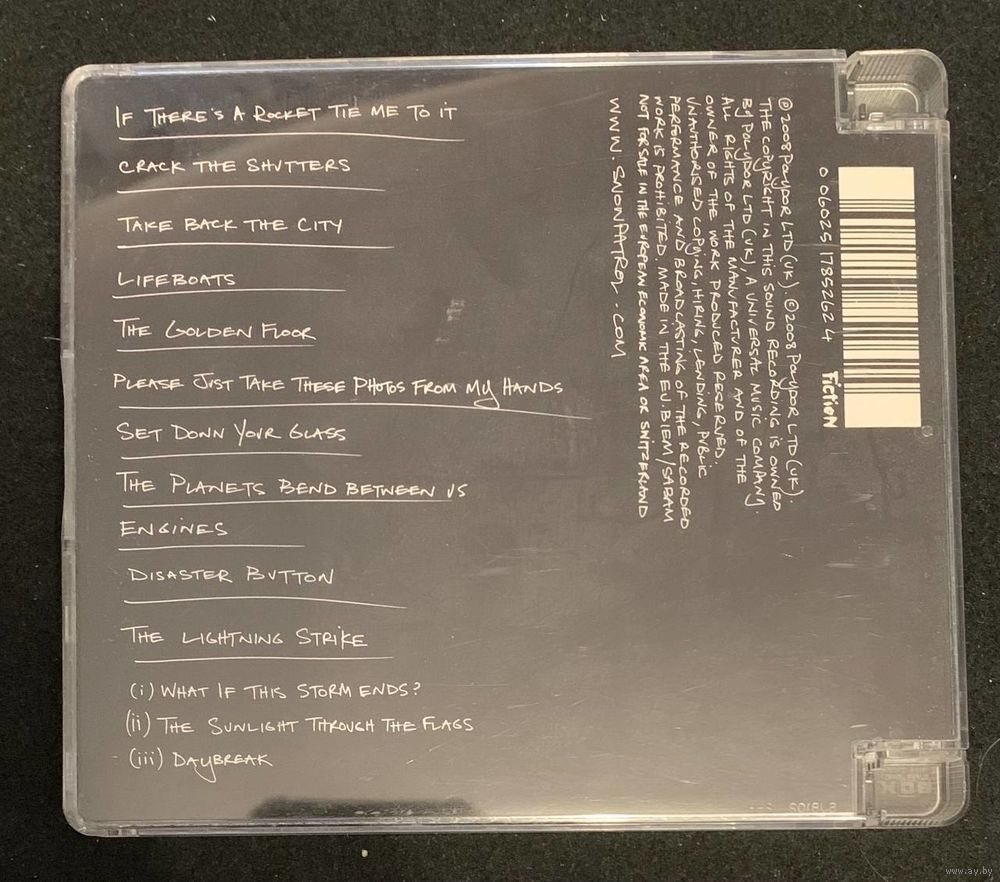 IF THERE'S A ROCKET TIE ME TO IT
CRACK THE SHUTTERS
TAKE BACK THE CITY
LIFEBOATS
THE GOLDEN FLOOR
PLEASE JUST TAKE THESE PHOTOS FROM MY HANDS
SET DOWN YOUR GLASS
THE PLANETS BEND BETWEEN US
ENGINES
DISASTER BUTTON
THE LIGHTNING STRIKE
(i) WHAT IF THIS STORM ENDS?
(ii) THE SUNLIGHT THROUGH THE FLAGS
(iii) DAYBREAK
℗ 2008 POLYDOR LTD (UK). © 2008 POLYDOR LTD (UK).
THE COPYRIGHT IN THIS SOUND RECORDING IS OWNED
BY POLYDOR LTD (UK), A UNIVERSAL MUSIC COMPANY.
ALL RIGHTS OF THE MANUFACTURER AND OF THE
OWNER OF THE WORK PRODUCED RESERVED.
UNAUTHORISED COPYING, HIRING, LENDING, PUBLIC
PERFORMANCE AND BROADCASTING OF THE RECORDED
WORK IS PROHIBITED. MADE IN THE EU. BIEM/SABAM
NOT FOR SALE IN THE EUROPEAN ECONOMIC AREA OR SWITZERLAND
WWW.SNOWPATROL.COM
0 06025 17852624
Fiction
www.ay.by